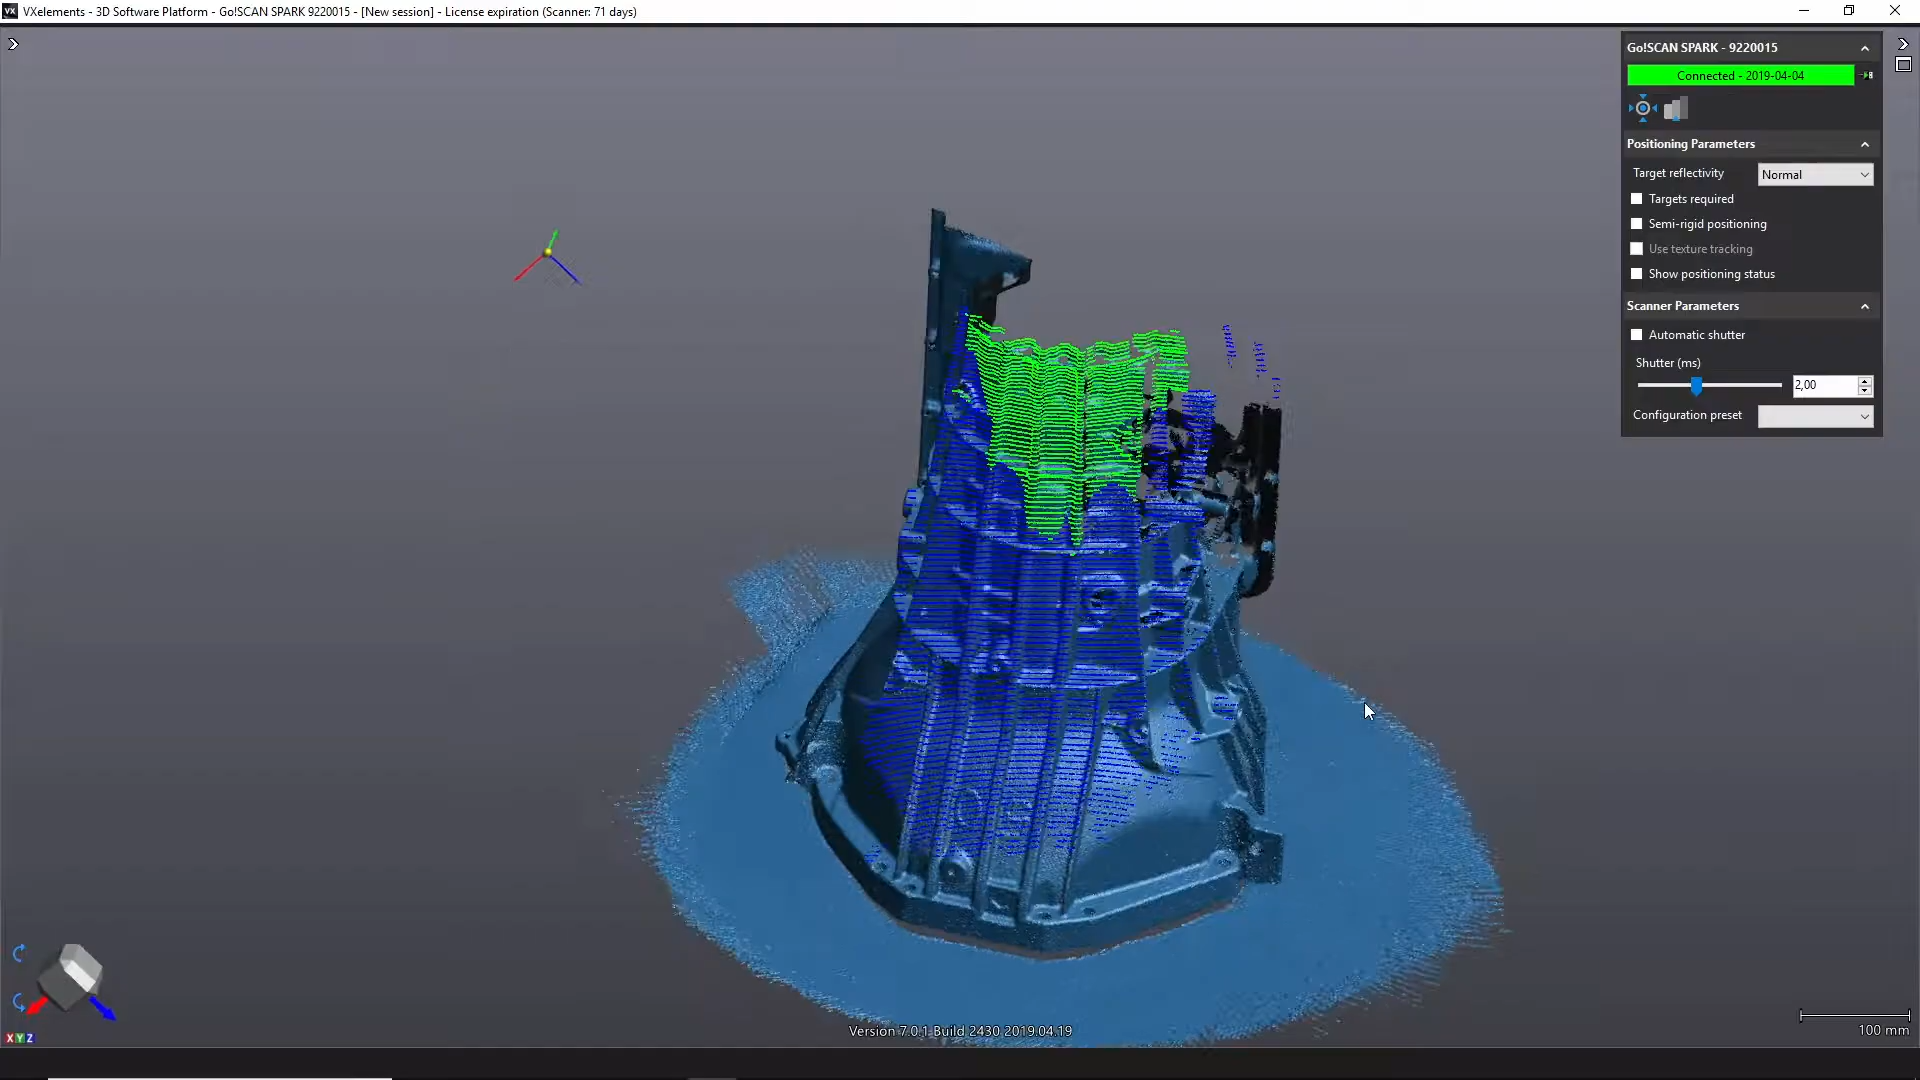 VX VXelements - 3D Software Platform - Go!SCAN SPARK 9220015 - [New session] - License expiration (Scanner: 71 days)
Go!SCAN SPARK - 9220015
Connected - 2019-04-04
Positioning Parameters
Target reflectivity Normal
Targets required
Semi-rigid positioning
Use texture tracking
Show positioning status
Scanner Parameters
Automatic shutter
Shutter (ms)
2,00
Configuration preset
Version 7.0.1 Build 2430 2019.04.19
100 mm
XYZ